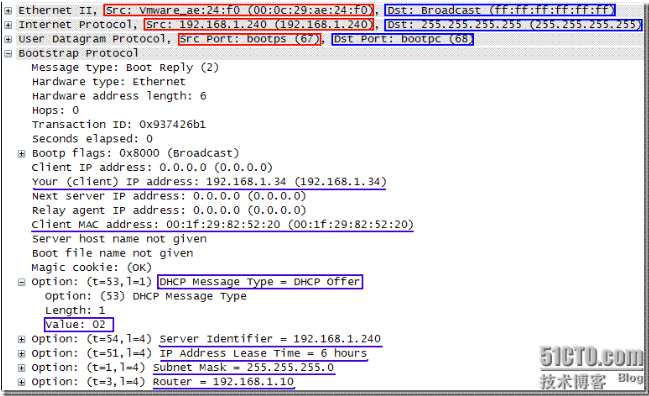 Ethernet II, Src: Vmware_ae:24:f0 (00:0c:29:ae:24:f0), Dst: Broadcast (ff:ff:ff:ff:ff:ff)
Internet Protocol, Src: 192.168.1.240 (192.168.1.240), Dst: 255.255.255.255 (255.255.255.255)
User Datagram Protocol, Src Port: bootps (67), Dst Port: bootpc (68)
Bootstrap Protocol
Message type: Boot Reply (2)
Hardware type: Ethernet
Hardware address length: 6
Hops: 0
Transaction ID: 0x937426b1
Seconds elapsed: 0
Bootp flags: 0x8000 (Broadcast)
Client IP address: 0.0.0.0 (0.0.0.0)
Your (client) IP address: 192.168.1.34 (192.168.1.34)
Next server IP address: 0.0.0.0 (0.0.0.0)
Relay agent IP address: 0.0.0.0 (0.0.0.0)
Client MAC address: 00:1f:29:82:52:20 (00:1f:29:82:52:20)
Server host name not given
Boot file name not given
Magic cookie: (OK)
Option: (t=53,l=1) DHCP Message Type = DHCP Offer
Option: (53) DHCP Message Type
Length: 1
Value: 02
Option: (t=54,l=4) Server Identifier = 192.168.1.240
Option: (t=51,l=4) IP Address Lease Time = 6 hours
Option: (t=1,l=4) Subnet Mask = 255.255.255.0
Option: (t=3,l=4) Router = 192.168.1.10
51CTO.com
技术博客 Blog